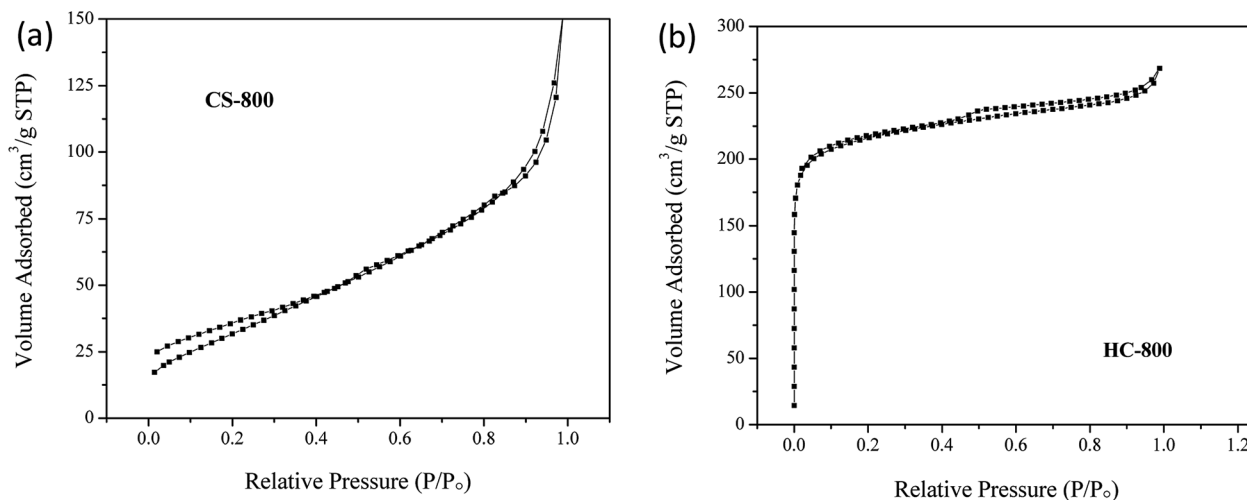 (a)
CS-800
Volume Adsorbed (cm³/g STP)
150
125
100
75
50
25
0
0.0 0.2 0.4 0.6 0.8 1.0
Relative Pressure (P/P₀)
(b)
HC-800
Volume Adsorbed (cm³/g STP)
300
250
200
150
100
50
0
0.0 0.2 0.4 0.6 0.8 1.0 1.2
Relative Pressure (P/P₀)